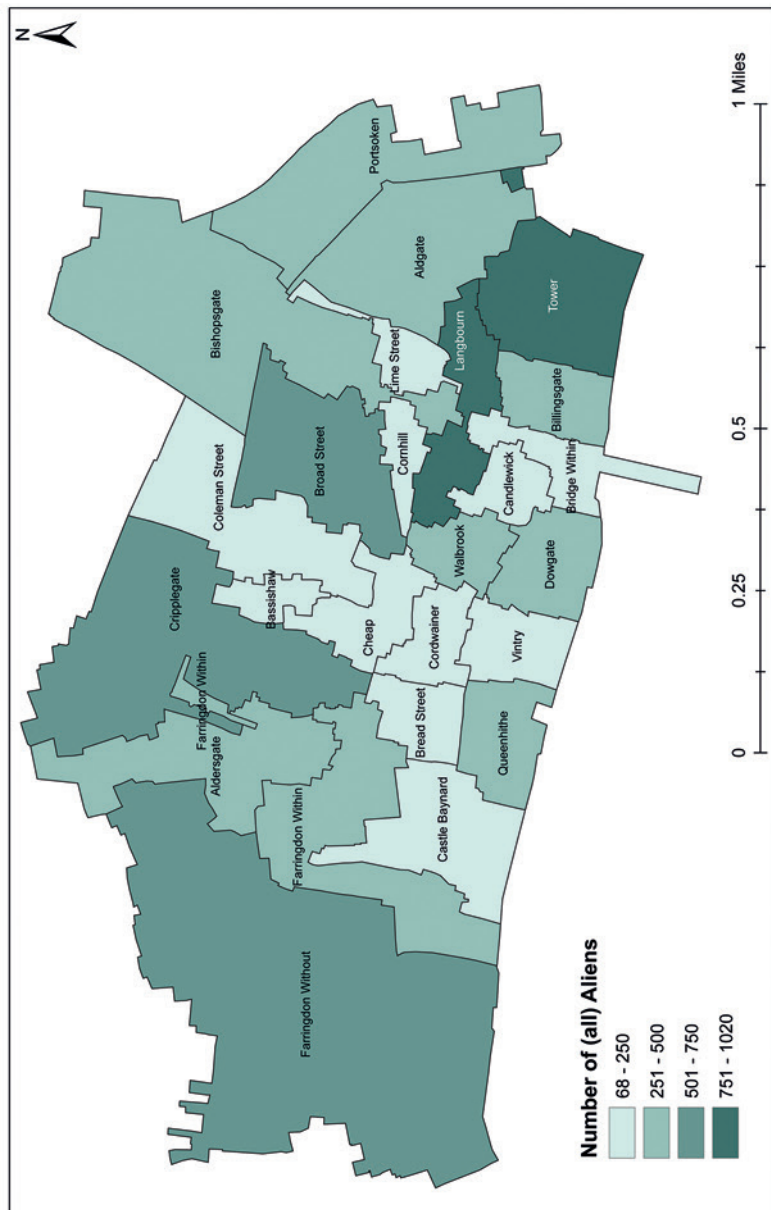 N
Portsoken
Bishopsgate
Aldgate
Tower
Langbourn
Lime Street
Billingsgate
Broad Street
Cornhill
Coleman Street
Candlewick
Bridge Within
Walbrook
Dowgate
Cripplegate
Bassishaw
Cheap
Cordwainer
Vintry
Farringdon Within
Aldersgate
Bread Street
Queenhithe
Farringdon Within
Castle Baynard
Farringdon Without
Number of (all) Aliens
68 - 250
251 - 500
501 - 750
751 - 1020
0
0.25
0.5
1 Miles